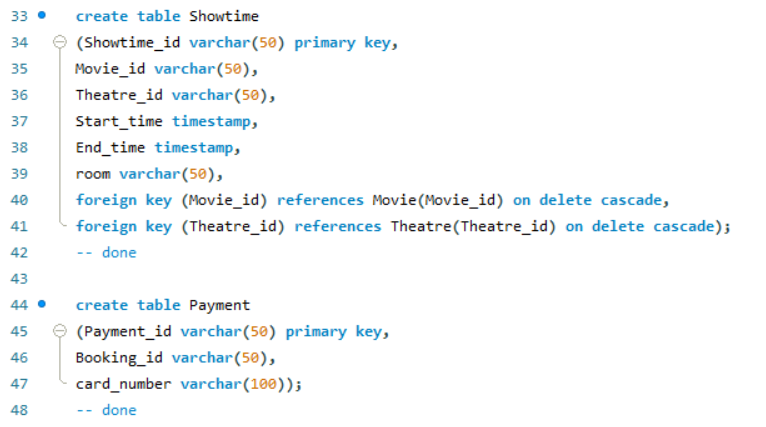 33 create table Showtime
34 (Showtime_id varchar(50) primary key,
35 Movie_id varchar(50),
36 Theatre_id varchar(50),
37 Start_time timestamp,
38 End_time timestamp,
39 room varchar(50),
40 foreign key (Movie_id) references Movie(Movie_id) on delete cascade,
41 foreign key (Theatre_id) references Theatre(Theatre_id) on delete cascade);
42 -- done
43
44 create table Payment
45 (Payment_id varchar(50) primary key,
46 Booking_id varchar(50),
47 card_number varchar(100));
48 -- done